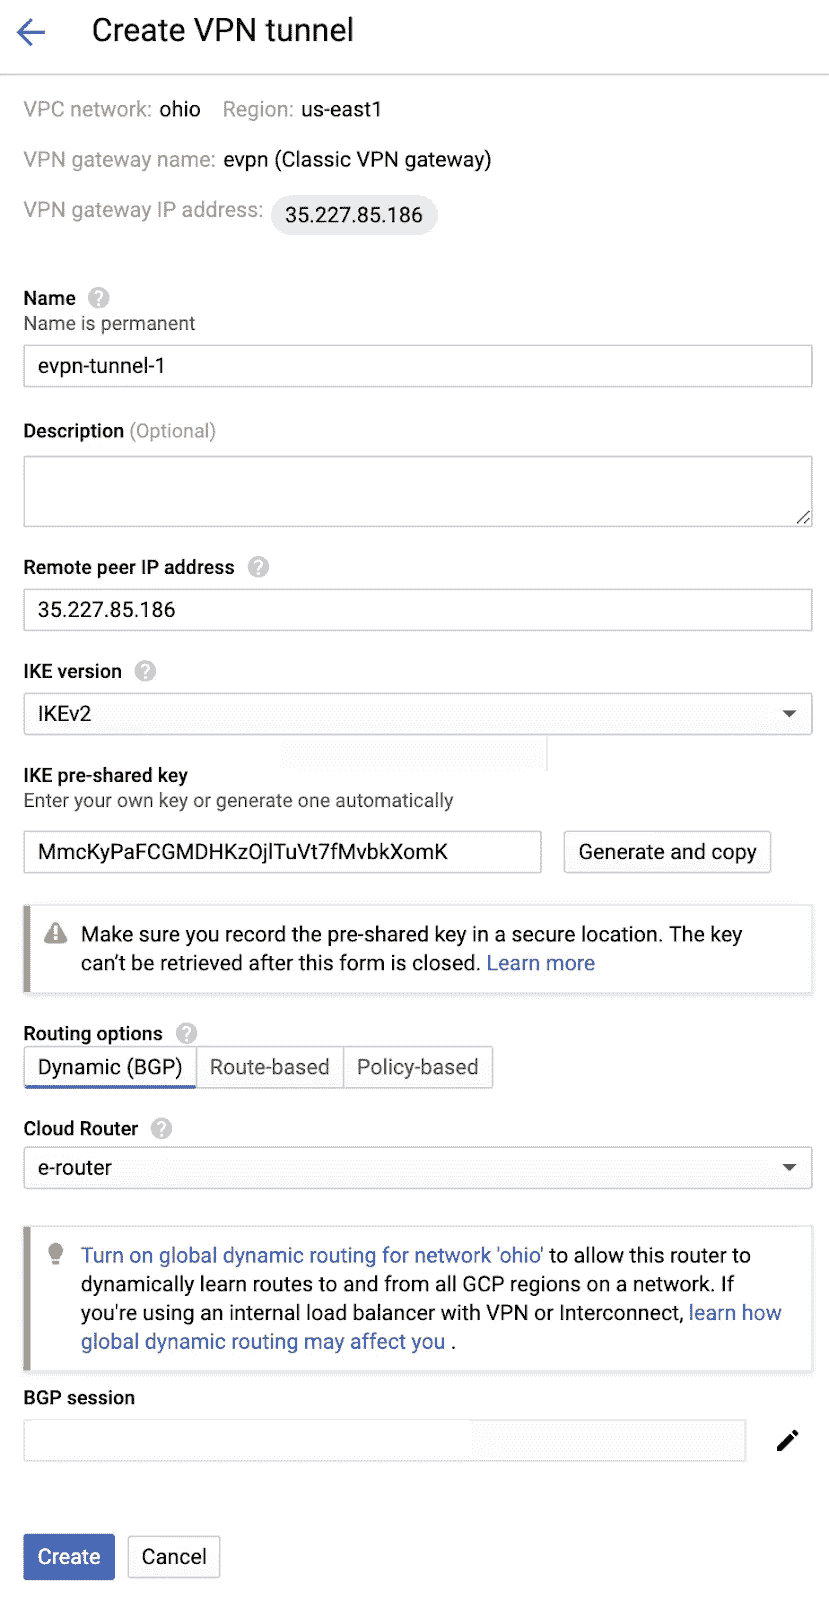 Create VPN tunnel
VPC network: ohio Region: us-east1
VPN gateway name: evpn (Classic VPN gateway)
VPN gateway IP address: 35.227.85.186
Name
Name is permanent
evpn-tunnel-1
Description (Optional)
Remote peer IP address
35.227.85.186
IKE version
IKEv2
IKE pre-shared key
Enter your own key or generate one automatically
MmcKyPaFCGMDHKzOjlTuVt7fMvbkXomK Generate and copy
Make sure you record the pre-shared key in a secure location. The key
can’t be retrieved after this form is closed. Learn more
Routing options
Dynamic (BGP) Route-based Policy-based
Cloud Router
e-router
Turn on global dynamic routing for network 'ohio' to allow this router to
dynamically learn routes to and from all GCP regions on a network. If
you're using an internal load balancer with VPN or Interconnect, learn how
global dynamic routing may affect you .
BGP session
Create Cancel